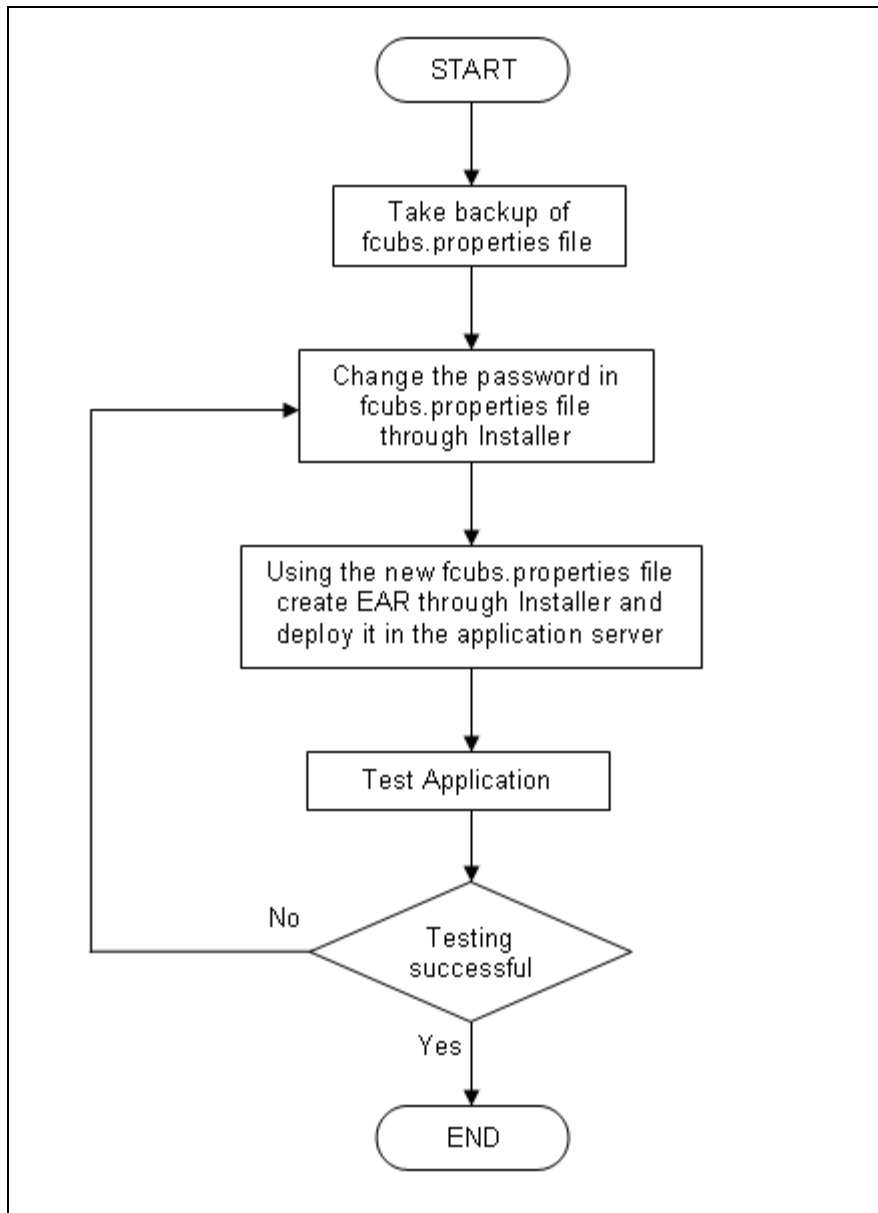 START
Take backup of
fcubs.properties file
Change the password in
fcubs.properties file
through Installer
Using the new fcubs.properties file
create EAR through Installer and
deploy it in the application server
Test Application
No
Testing
successful
Yes
END